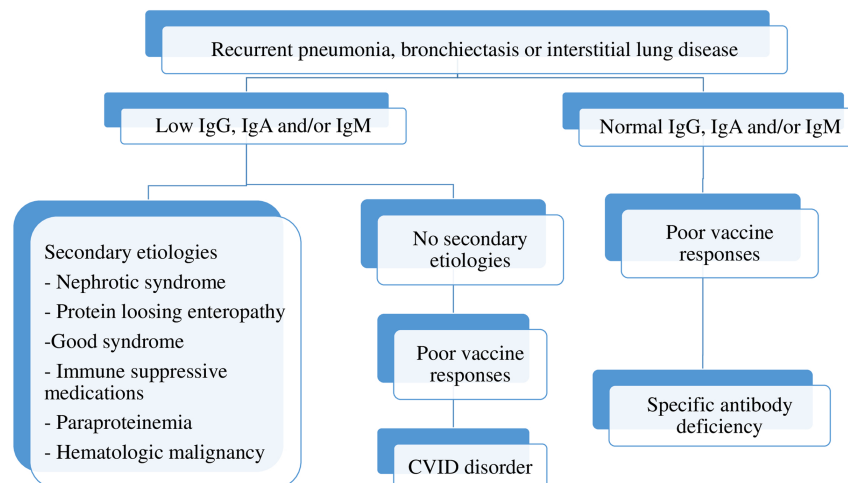 Recurrent pneumonia, bronchiectasis or interstitial lung disease
Low IgG, IgA and/or IgM
Normal IgG, IgA and/or IgM
Secondary etiologies
- Nephrotic syndrome
- Protein loosing enteropathy
-Good syndrome
- Immune suppressive
medications
- Paraproteinemia
- Hematologic malignancy
No secondary
etiologies
Poor vaccine
responses
CVID disorder
Poor vaccine
responses
Specific antibody
deficiency